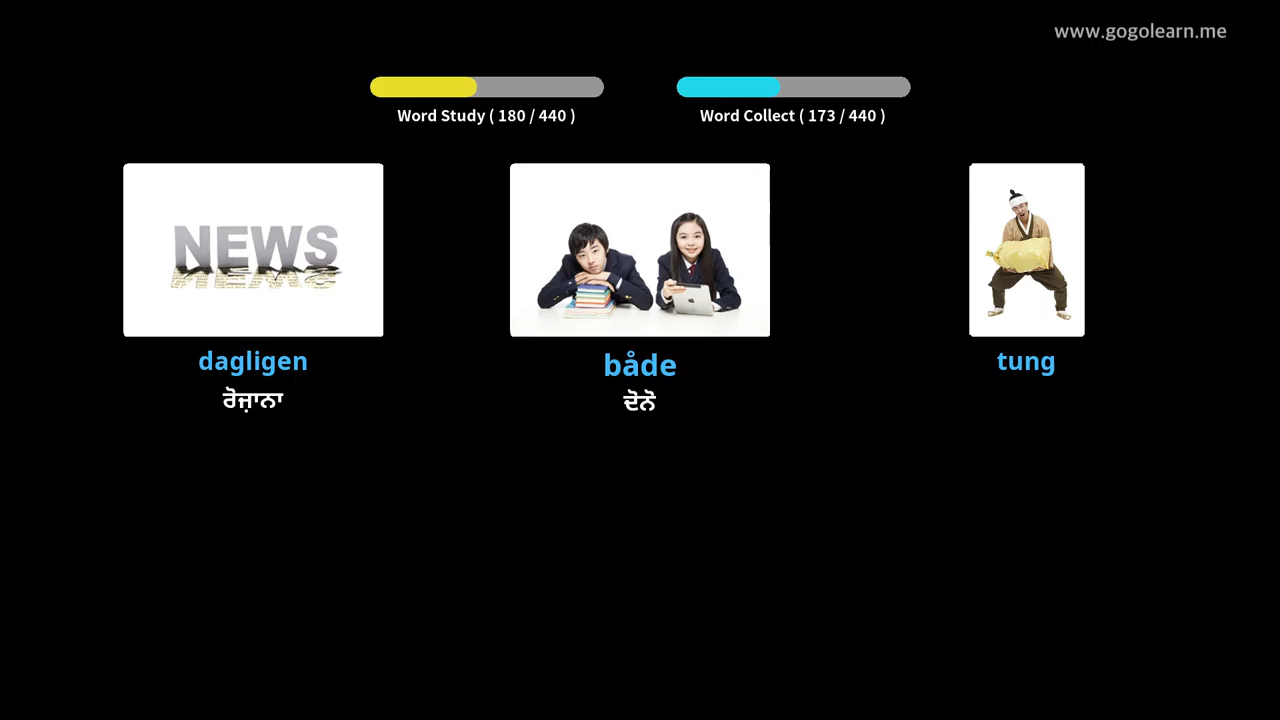 www.gogolearn.me
Word Study ( 180 / 440 )
Word Collect ( 173 / 440 )
NEWS
dagligen
både
tung
ਰੋਜ਼ਾਨਾ
ਦੋਨੋ